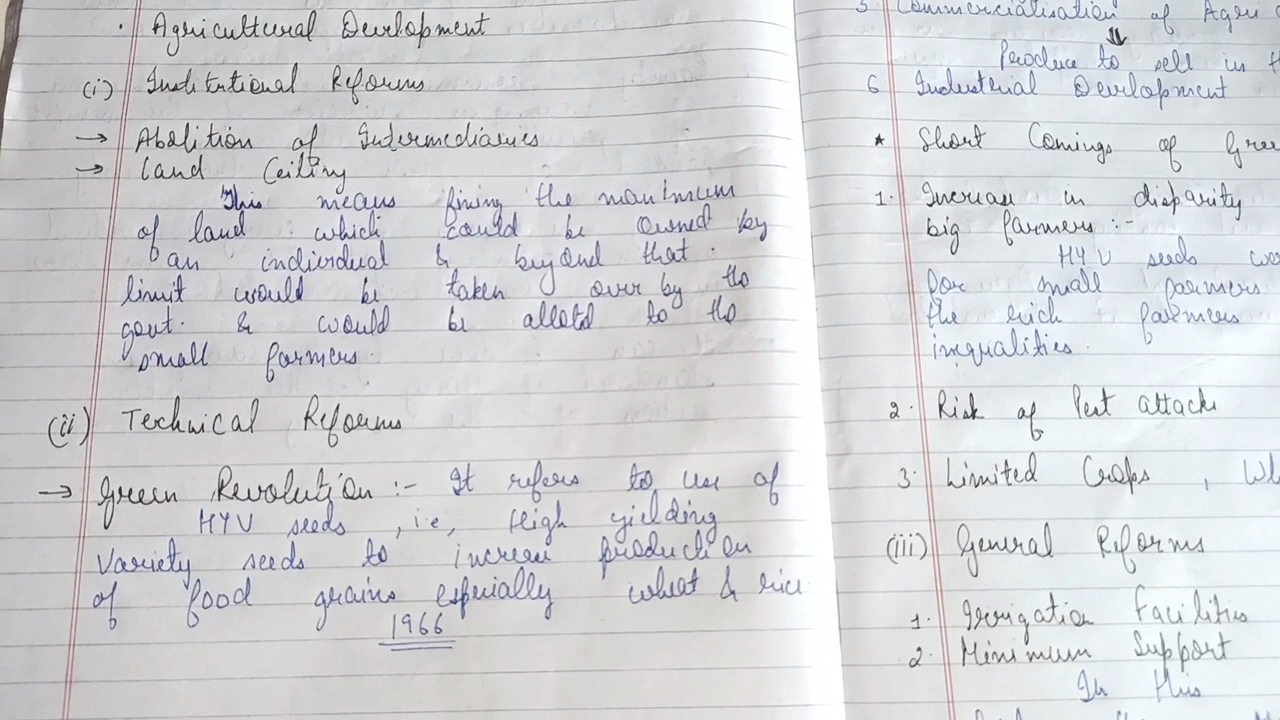 · Agricultural Development
(i) Institutional Reforms
→ Abolition of Intermediaries
→ Land Ceiling
This means fixing the maximum
of land which could be owned by
an individual & beyond that
limit would be taken over by the
govt. & would be alloted to the
small farmers.
(ii) Technical Reforms
→ Green Revolution :- It refers to use of
HYV seeds, i.e, High yielding
Variety seeds to increase production
of food grains especially wheat & rice
1966
5 Commercialisation of Agri
Produce to sell in
6 Industrial Development
★ Short Comings of Gree
1. Increase in disparity
big farmers :-
HYV seeds
for small farmers
the rich farmers
inequalities.
2. Risk of Pest attack
3. Limited Crops,
(iii) General Reforms
1. Irrigation Facilities
2. Minimum Support
In this